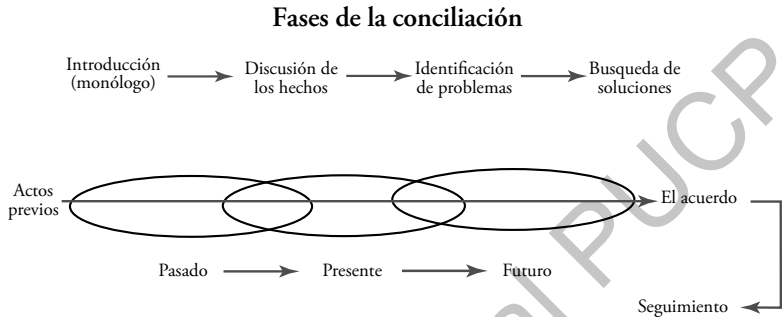 Fases de la conciliación
Introducción
(monólogo)
Discusión de
los hechos
Identificación
de problemas
Busqueda de
soluciones
Actos
previos
El acuerdo
Pasado
Presente
Futuro
Seguimiento
PUCP